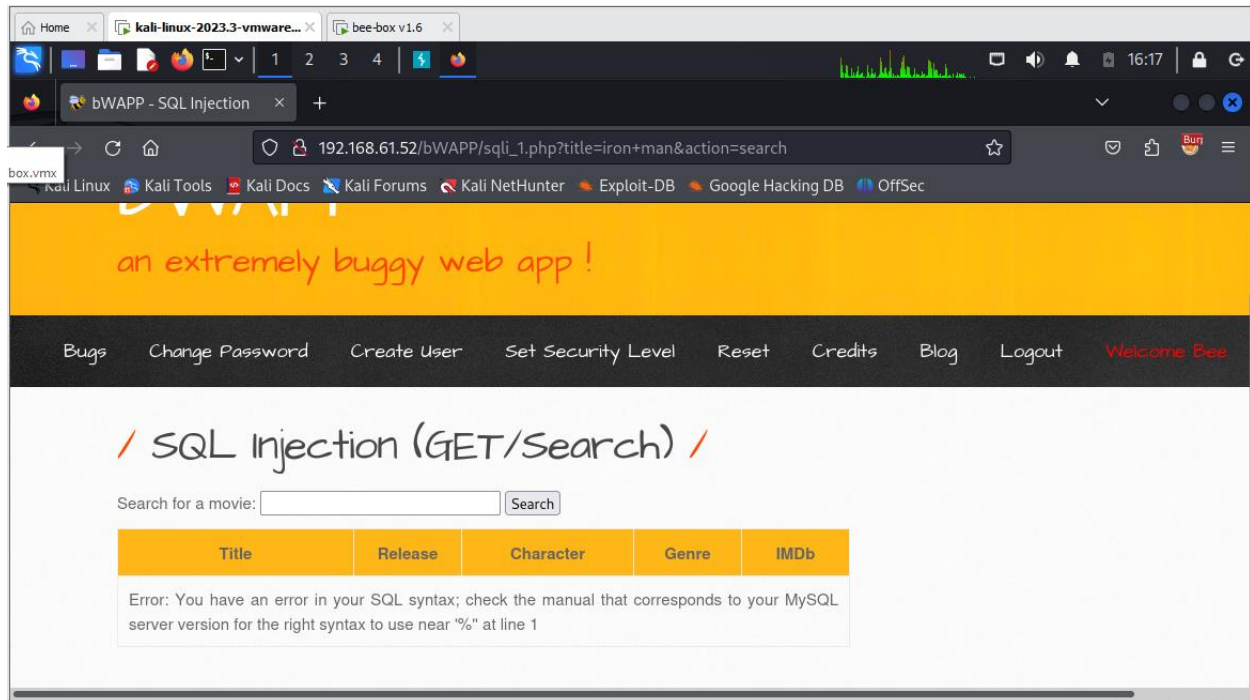 Home
kali-linux-2023.3-vmware...
bee-box v1.6
1 2 3 4
16:17
bWAPP - SQL Injection
192.168.61.52/bWAPP/sqli_1.php?title=iron+man&action=search
box.vmx
Kali Linux Kali Tools Kali Docs Kali Forums Kali NetHunter Exploit-DB Google Hacking DB OffSec
bWAPP
an extremely buggy web app !
Bugs Change Password Create User Set Security Level Reset Credits Blog Logout Welcome Bee
/ SQL Injection (GET/Search) /
Search for a movie: Search
Title Release Character Genre IMDb
Error: You have an error in your SQL syntax; check the manual that corresponds to your MySQL
server version for the right syntax to use near '%'' at line 1